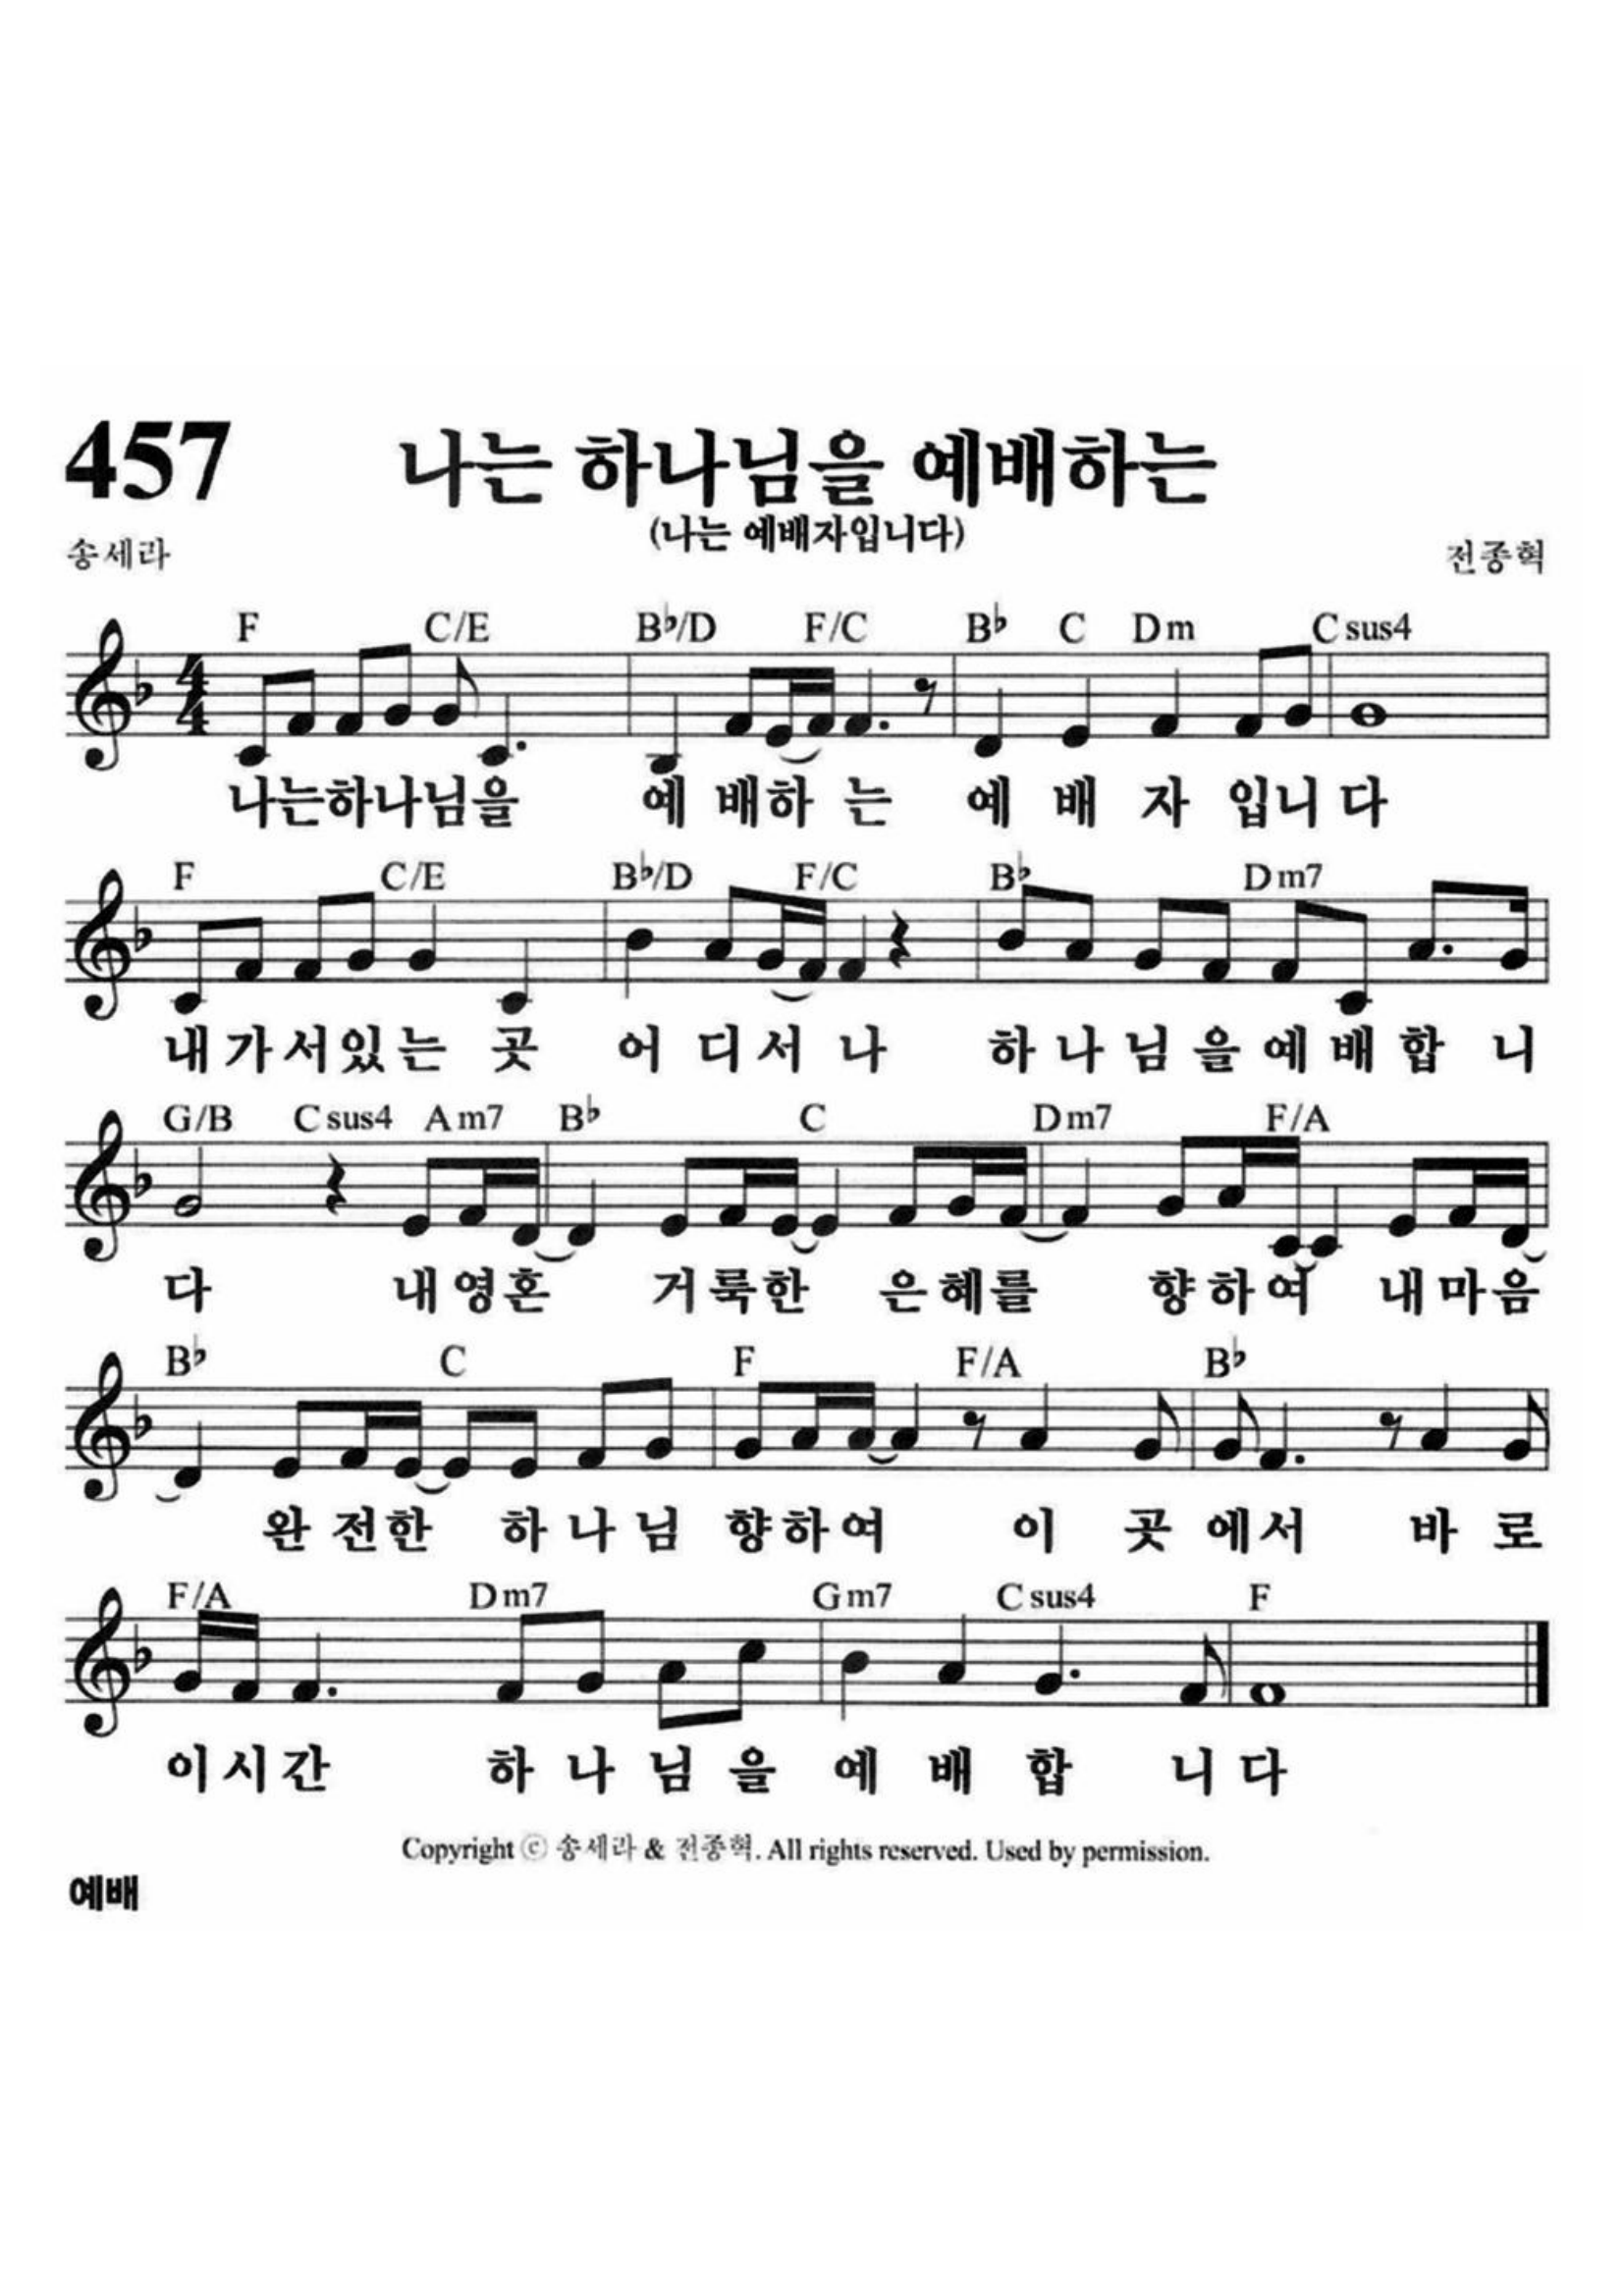 457
나는 하나님을 예배하는
(나는 예배자입니다)
송세라 전종혁
F C/E B♭/D F/C B♭ C Dm Csus4
나는하나님을 예 배하 는 예 배 자 입니 다
F C/E B♭/D F/C B♭ Dm7
내가서있는 곳 어 디서 나 하 나 님 을 예 배 합 니
G/B Csus4 Am7 B♭ C Dm7 F/A
다 내영혼 거룩한 은혜를 향하여 내마음
B♭ C F F/A B♭
완 전한 하 나 님 향하여 이 곳 에서 바 로
F/A Dm7 Gm7 Csus4 F
이시간 하 나 님 을 예 배 합 니 다
Copyright ⓒ 송세라 & 전종혁. All rights reserved. Used by permission.
예배